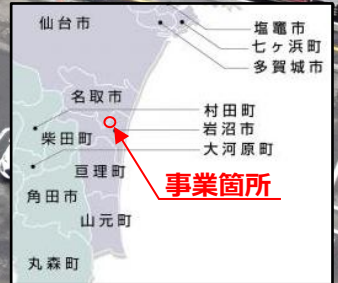 仙台市
塩竈市
七ヶ浜町
多賀城市
名取市
村田町
岩沼市
柴田町
大河原町
亘理町
事業箇所
角田市
山元町
丸森町